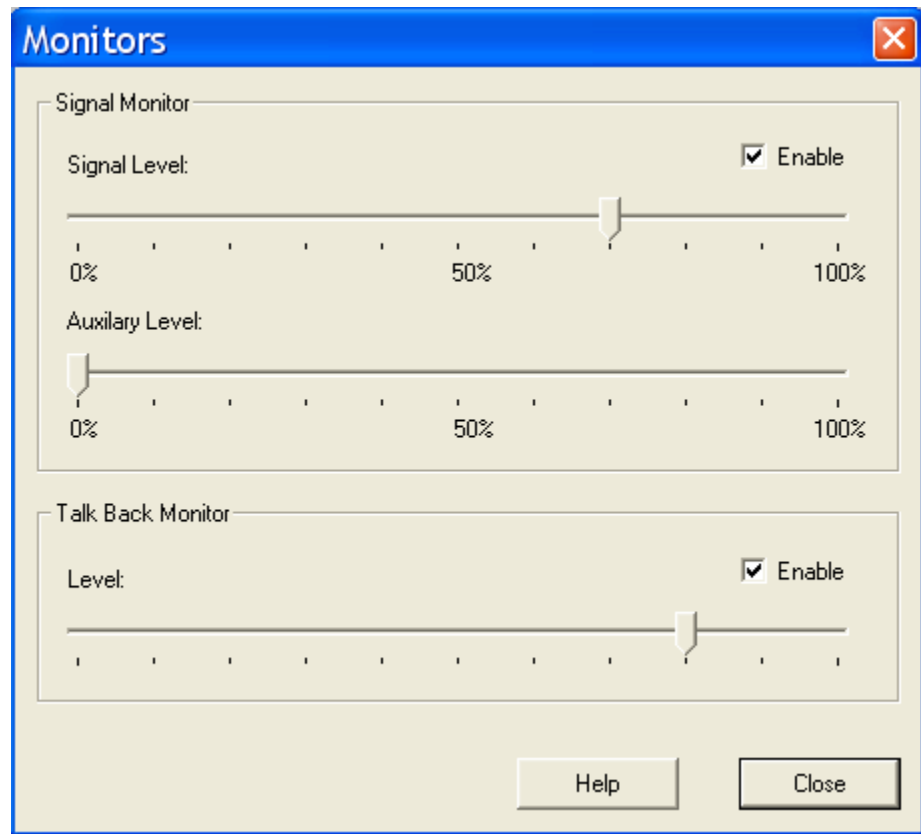 Monitors
Signal Monitor
Signal Level:
Enable
0% 50% 100%
Auxilary Level:
0% 50% 100%
Talk Back Monitor
Level:
Enable
Help Close